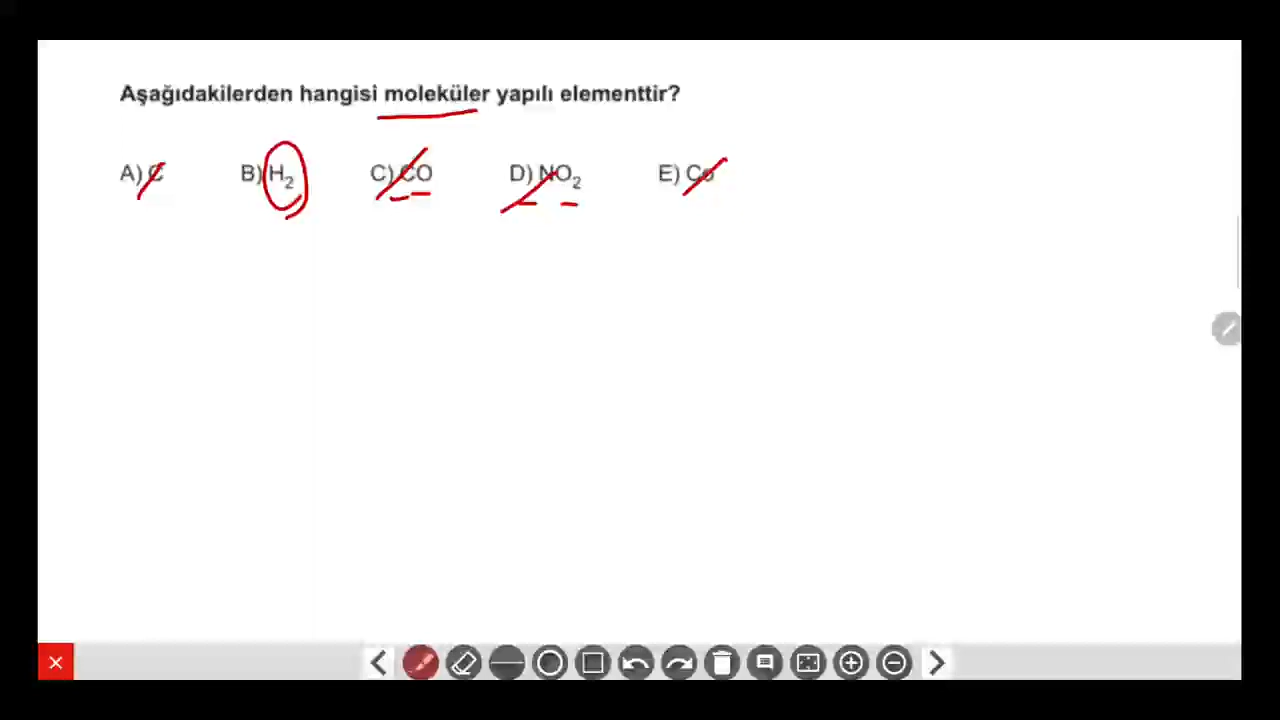 Aşağıdakilerden hangisi moleküler yapılı elementtir?
A) C B) H₂ C) CO D) NO₂ E) Co